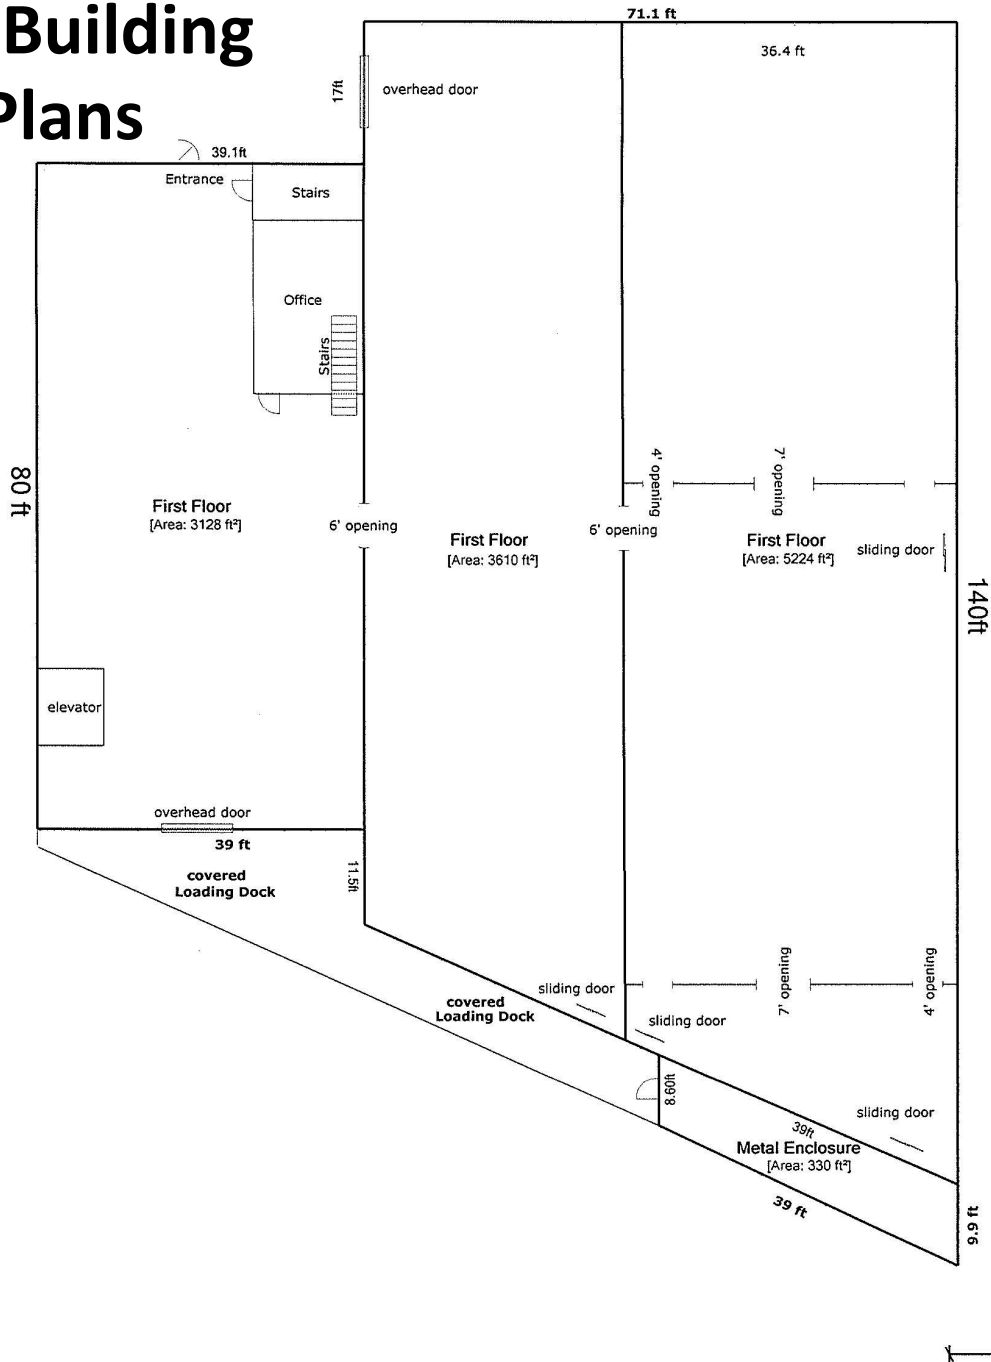 Building
Plans
71.1 ft
36.4 ft
17ft
overhead door
39.1ft
Entrance
Stairs
Office
Stairs
80 ft
4' opening
7' opening
First Floor
[Area: 3128 ft²]
6' opening
First Floor
[Area: 3610 ft²]
6' opening
First Floor
[Area: 5224 ft²]
sliding door
140ft
elevator
overhead door
39 ft
11.5ft
covered
Loading Dock
7' opening
4' opening
sliding door
covered
Loading Dock
sliding door
8.60ft
sliding door
39ft
Metal Enclosure
[Area: 330 ft²]
39 ft
9.9 ft